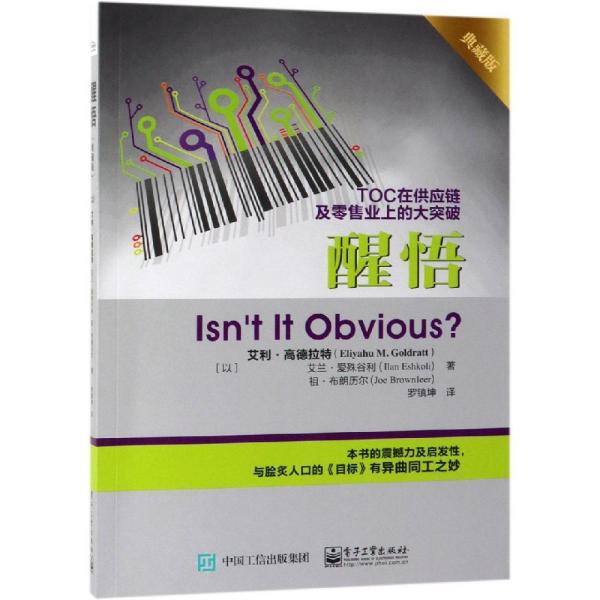 典藏版
TOC在供应链
及零售业上的大突破
醒悟
Isn't It Obvious?
艾利·高德拉特(Eliyahu M. Goldratt)
[以] 艾兰·爱殊谷利(Ilan Eshkoli) 著
祖·布朗历尔(Joe Brownleer)
罗镇坤 译
本书的震撼力及启发性,
与脍炙人口的《目标》有异曲同工之妙
中国工信出版集团
电子工业出版社